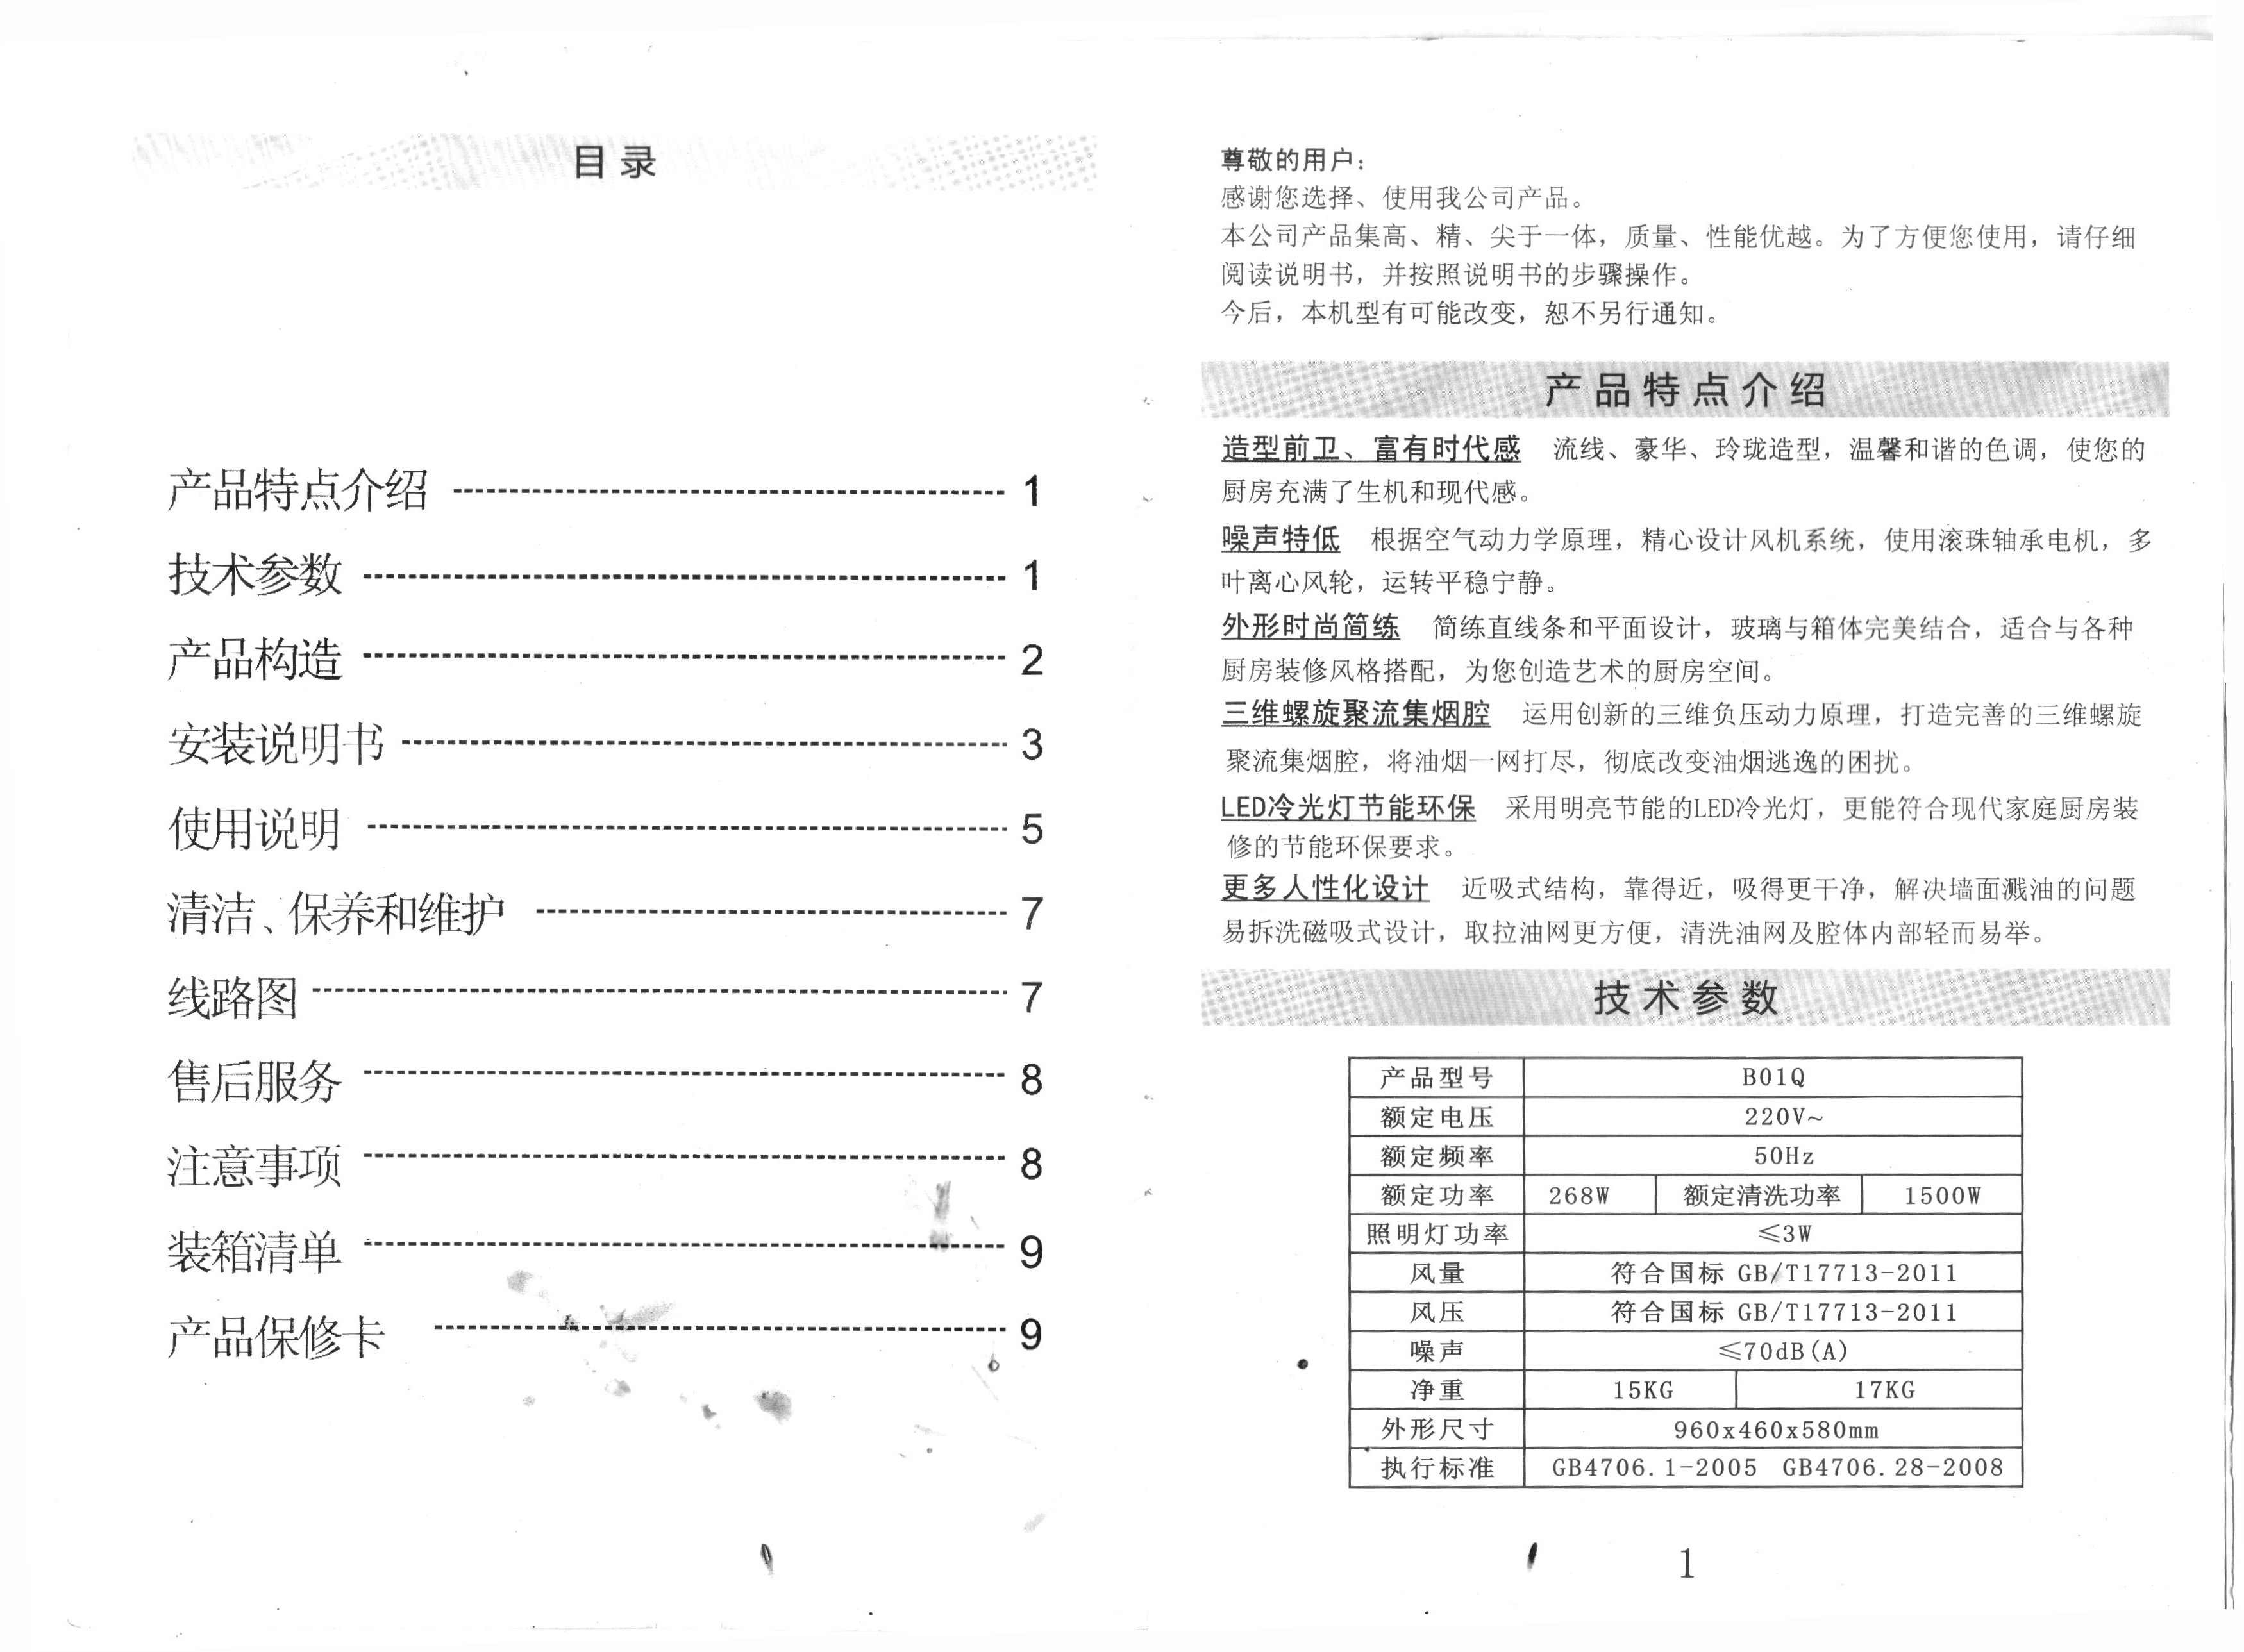 目录
产品特点介绍 ------------------------------ 1
技术参数 ------------------------------ 1
产品构造 ------------------------------ 2
安装说明书 ------------------------------ 3
使用说明 ------------------------------ 5
清洁、保养和维护 ------------------------------ 7
线路图 ------------------------------ 7
售后服务 ------------------------------ 8
注意事项 ------------------------------ 8
装箱清单 ------------------------------ 9
产品保修卡 ------------------------------ 9
尊敬的用户：
感谢您选择、使用我公司产品。
本公司产品集高、精、尖于一体，质量、性能优越。为了方便您使用，请仔细
阅读说明书，并按照说明书的步骤操作。
今后，本机型有可能改变，恕不另行通知。
产品特点介绍
造型前卫、富有时代感 流线、豪华、玲珑造型，温馨和谐的色调，使您的
厨房充满了生机和现代感。
噪声特低 根据空气动力学原理，精心设计风机系统，使用滚珠轴承电机，多
叶离心风轮，运转平稳宁静。
外形时尚简练 简练直线条和平面设计，玻璃与箱体完美结合，适合与各种
厨房装修风格搭配，为您创造艺术的厨房空间。
三维螺旋聚流集烟腔 运用创新的三维负压动力原理，打造完善的三维螺旋
聚流集烟腔，将油烟一网打尽，彻底改变油烟逃逸的困扰。
LED冷光灯节能环保 采用明亮节能的LED冷光灯，更能符合现代家庭厨房装
修的节能环保要求。
更多人性化设计 近吸式结构，靠得近，吸得更干净，解决墙面溅油的问题
易拆洗磁吸式设计，取拉油网更方便，清洗油网及腔体内部轻而易举。
技术参数
产品型号 B01Q
额定电压 220V~
额定频率 50Hz
额定功率 268W 额定清洗功率 1500W
照明灯功率 ≤3W
风量 符合国标 GB/T17713-2011
风压 符合国标 GB/T17713-2011
噪声 ≤70dB(A)
净重 15KG 17KG
外形尺寸 960x460x580mm
执行标准 GB4706.1-2005 GB4706.28-2008
1